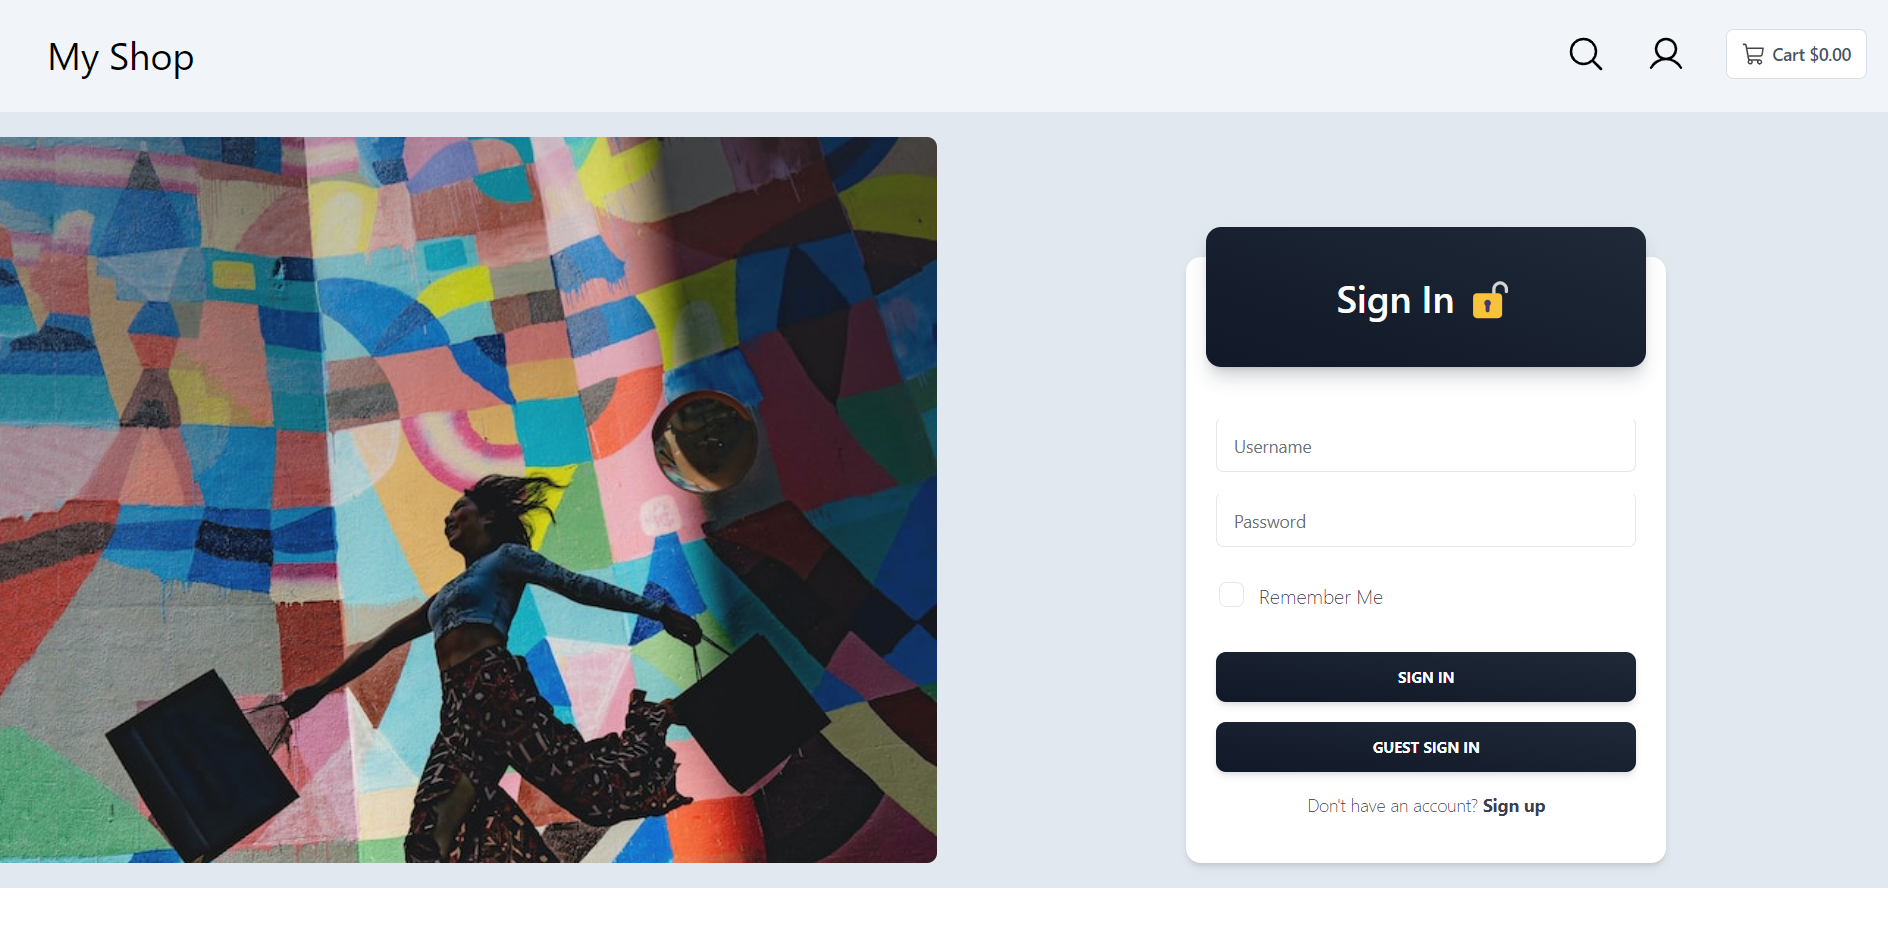 My Shop
Cart $0.00
Sign In
Username
Password
Remember Me
SIGN IN
GUEST SIGN IN
Don't have an account? Sign up